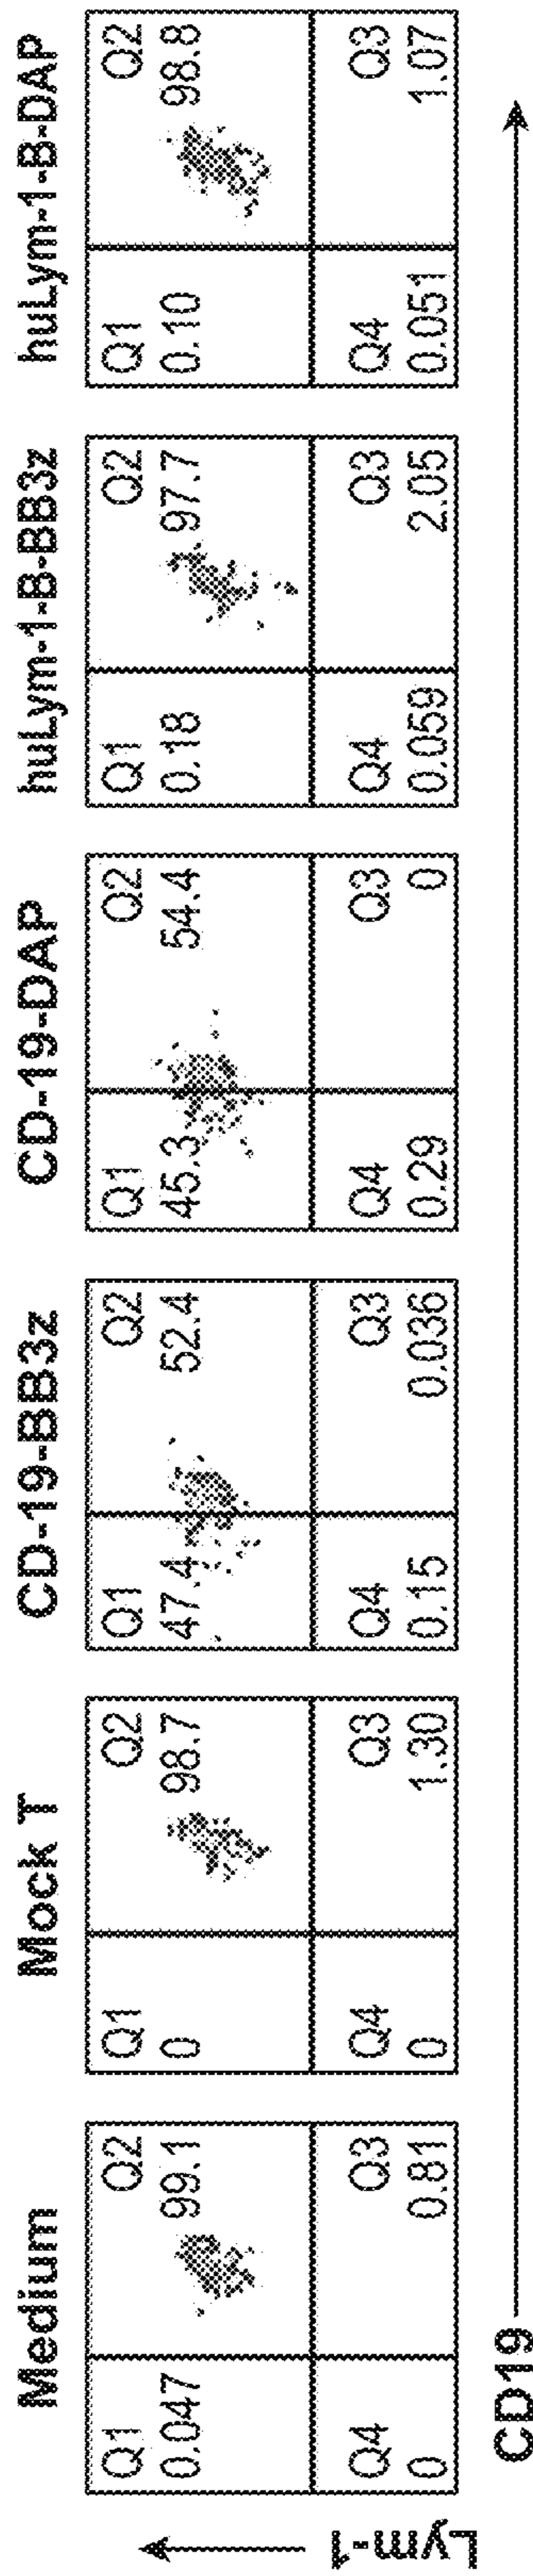 Medium
Q1
0.047
Q2
99.1
Q4
0
Q3
0.81
Mock T
Q1
0
Q2
98.7
Q4
0
Q3
1.30
CD-19-BB3z
Q1
47.4
Q2
52.4
Q4
0.15
Q3
0.036
CD-19-DAP
Q1
45.3
Q2
54.4
Q4
0.29
Q3
0
huLym-1-B-BB3z
Q1
0.18
Q2
97.7
Q4
0.059
Q3
2.05
huLym-1-B-DAP
Q1
0.10
Q2
98.8
Q4
0.051
Q3
1.07
Lym-1
CD19